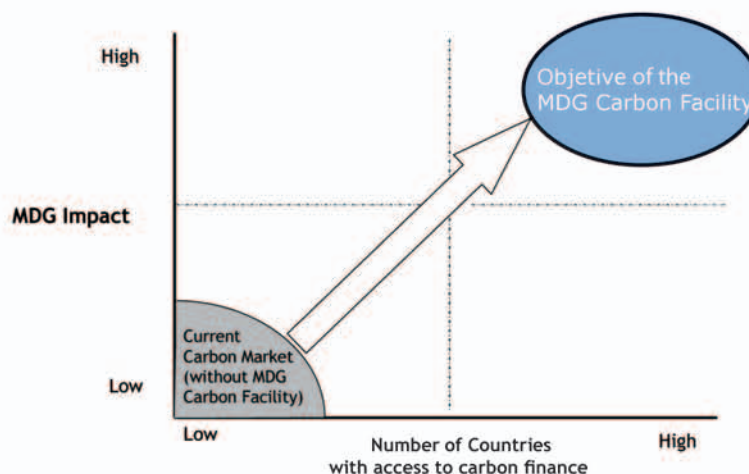 High
Objetive of the
MDG Carbon Facility
MDG Impact
Current
Carbon Market
(without MDG
Carbon Facility)
Low
Low
Number of Countries
with access to carbon finance
High